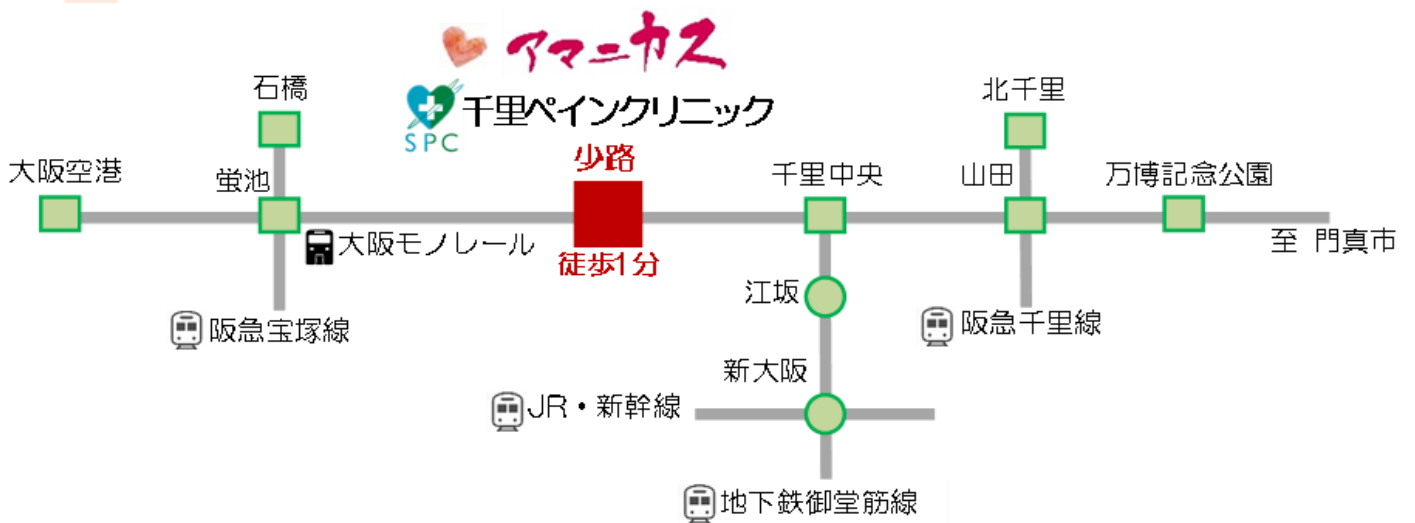 アマニカス
石橋
千里ペインクリニック
北千里
SPC
大阪空港
蛍池
少路
千里中央
山田
万博記念公園
大阪モノレール
至 門真市
徒歩1分
江坂
阪急宝塚線
阪急千里線
新大阪
JR・新幹線
地下鉄御堂筋線